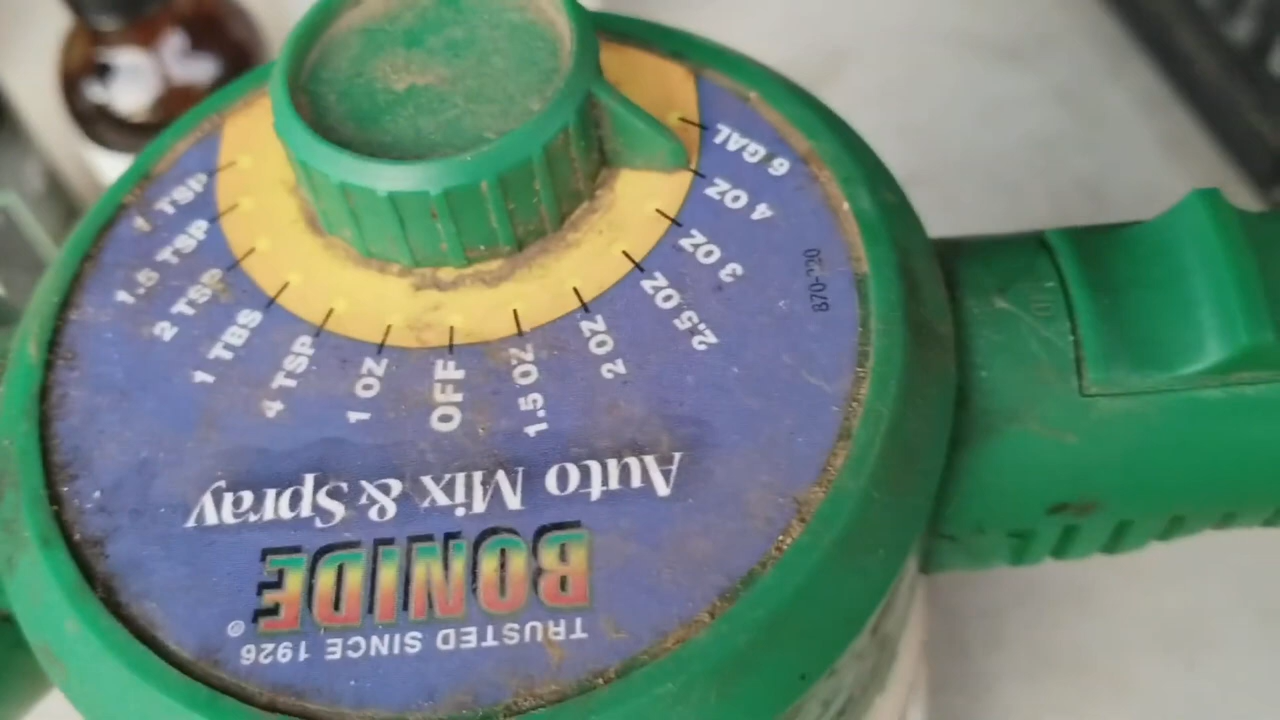 TRUSTED SINCE 1926
BONIDE®
Auto Mix & Spray
1 TSP
1.5 TSP
2 TSP
1 TBS
4 TSP
1 OZ
OFF
1.5 OZ
2 OZ
2.5 OZ
3 OZ
4 OZ
6 GAL